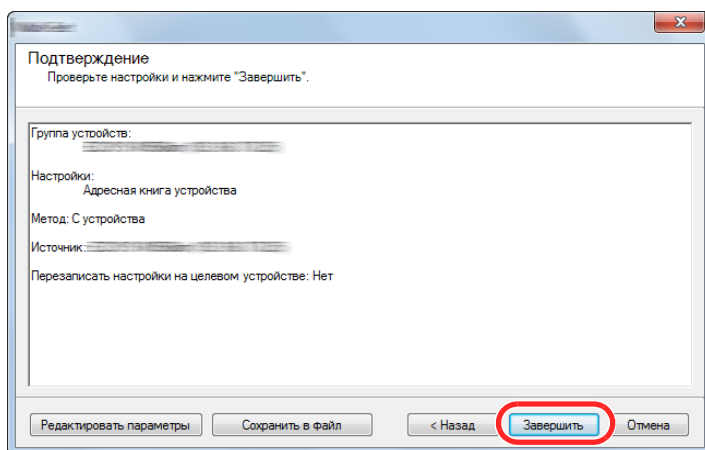 Подтверждение
Проверьте настройки и нажмите "Завершить".
Группа устройств:
Настройки:
Адресная книга устройства
Метод: С устройства
Источник:
Перезаписать настройки на целевом устройстве: Нет
Редактировать параметры Сохранить в файл < Назад Завершить Отмена